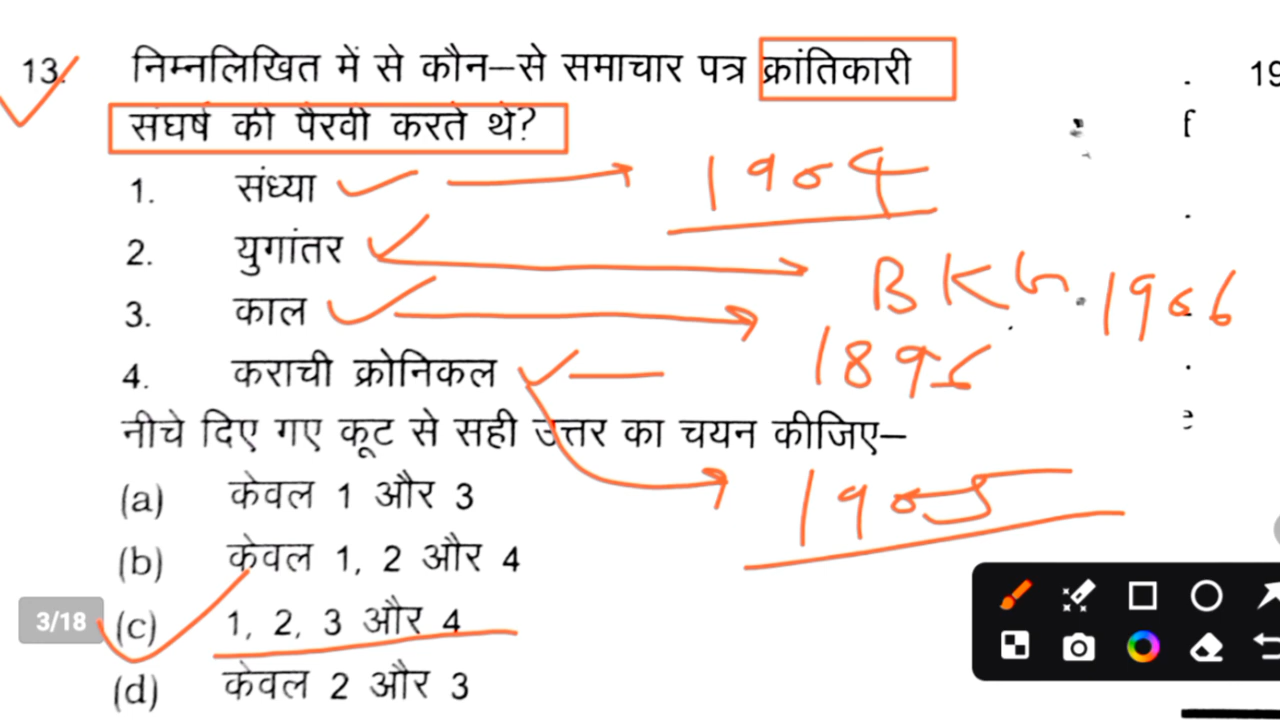 13. निम्नलिखित में से कौन–से समाचार पत्र क्रांतिकारी
19
संघर्ष की पैरवी करते थे?
f
1. संध्या 1904
2. युगांतर BKG. 1906
3. काल 1896
4. कराची क्रोनिकल
e
नीचे दिए गए कूट से सही उत्तर का चयन कीजिए–
(a) केवल 1 और 3 1905
(b) केवल 1, 2 और 4
3/18
(c) 1, 2, 3 और 4
(d) केवल 2 और 3